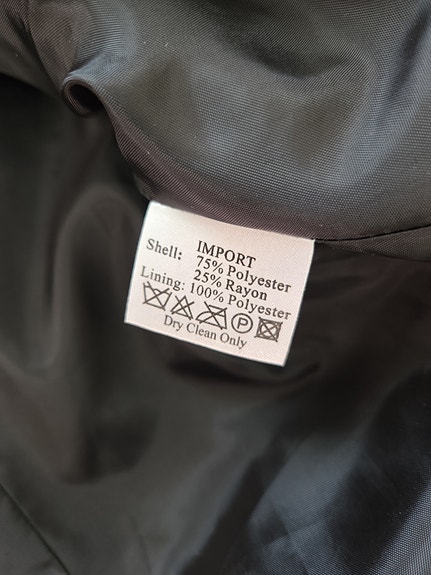 IMPORT
Shell: 75% Polyester
25% Rayon
Lining: 100% Polyester
P
Dry Clean Only